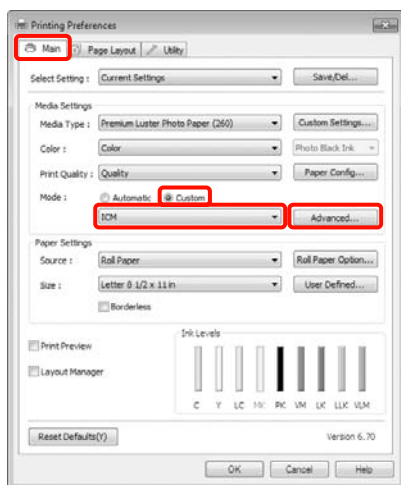 Printing Preferences
Main Page Layout Utility
Select Setting : Current Settings Save/Del...
Media Settings
Media Type : Premium Luster Photo Paper (260) Custom Settings...
Color : Color Photo Black Ink
Print Quality : Quality Paper Config...
Mode : Automatic Custom
ICM Advanced...
Paper Settings
Source : Roll Paper Roll Paper Option...
Size : Letter 8 1/2 x 11 in User Defined...
Borderless
Ink Levels
Print Preview
Layout Manager
C Y LC MK PK VM LK LLK VLM
Reset Defaults(Y) Version 6.70
OK Cancel Help